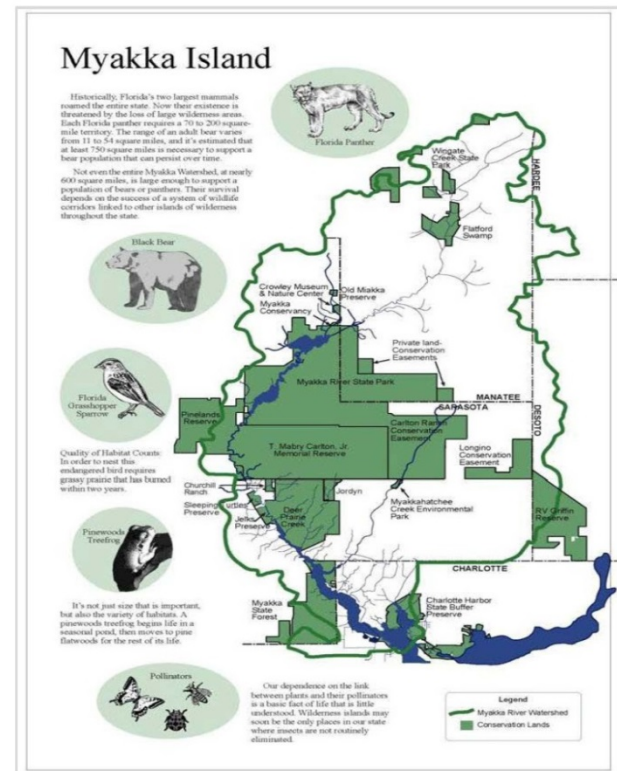 Myakka Island
Historically, Florida's two largest mammals
roamed the entire state. Now their existence is
threatened by the loss of large wilderness areas.
Each Florida panther requires a 70 to 200 square-
mile territory. The range of an adult bear varies
from 11 to 54 square miles, and it's estimated that
at least 750 square miles is necessary to support a
bear population that can persist over time.
Not even the entire Myakka Watershed, at nearly
600 square miles, is large enough to support a
population of bears or panthers. Their survival
depends on the success of a system of wildlife
corridors linked to other islands of wilderness
throughout the state.
Florida Panther
Black Bear
Florida
Grasshopper
Sparrow
Quality of Habitat Counts:
In order to nest this
endangered bird requires
grassy prairie that has burned
within two years.
Pinewoods
Treefrog
It's not just size that is important,
but also the variety of habitats. A
pinewoods treefrog begins life in a
seasonal pond, then moves to pine
flatwoods for the rest of its life.
Pollinators
Our dependence on the link
between plants and their pollinators
is a basic fact of life that is little
understood. Wilderness islands may
soon be the only places in our state
where insects are not routinely
eliminated.
Wingate
Creek State
Park
HARDEE
Flatford
Swamp
Crowley Museum
& Nature Center
Old Miakka
Preserve
Myakka
Conservancy
Private land-
Conservation
Easements
Myakka River State Park
MANATEE
SARASOTA
DESOTO
Pinelands
Reserve
Carlton Ranch
Conservation
Easement
T. Mabry Carlton, Jr.
Memorial Reserve
Longino
Conservation
Easement
Churchill
Ranch
Sleeping Turtles
Preserve
Jordyn
Jelks
Preserve
Deer
Prairie
Creek
Myakkahatchee
Creek Environmental
Park
RV Griffin
Reserve
CHARLOTTE
Myakka
State
Forest
Charlotte Harbor
State Buffer
Preserve
Legend
Myakka River Watershed
Conservation Lands